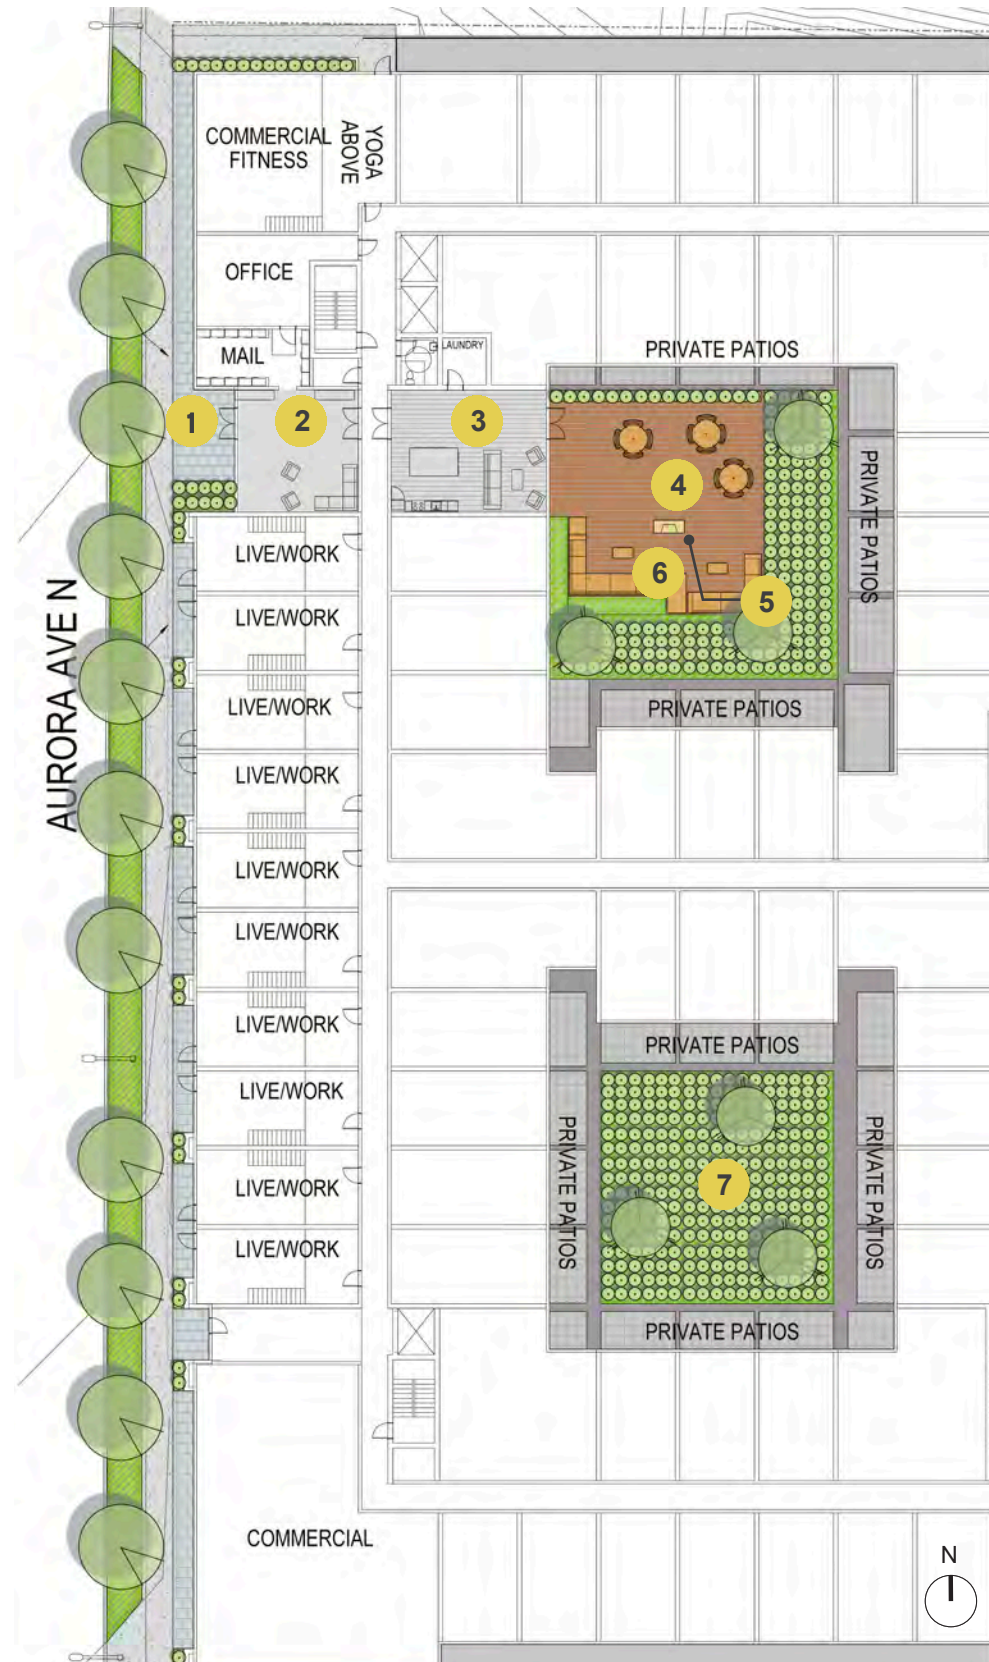 COMMERCIAL
FITNESS
YOGA
ABOVE
OFFICE
MAIL
LAUNDRY
PRIVATE PATIOS
1
2
3
4
PRIVATE PATIOS
5
6
LIVE/WORK
LIVE/WORK
LIVE/WORK
PRIVATE PATIOS
AURORA AVE N
LIVE/WORK
LIVE/WORK
LIVE/WORK
LIVE/WORK
PRIVATE PATIOS
LIVE/WORK
PRIVATE PATIOS
7
PRIVATE PATIOS
LIVE/WORK
LIVE/WORK
PRIVATE PATIOS
COMMERCIAL
N